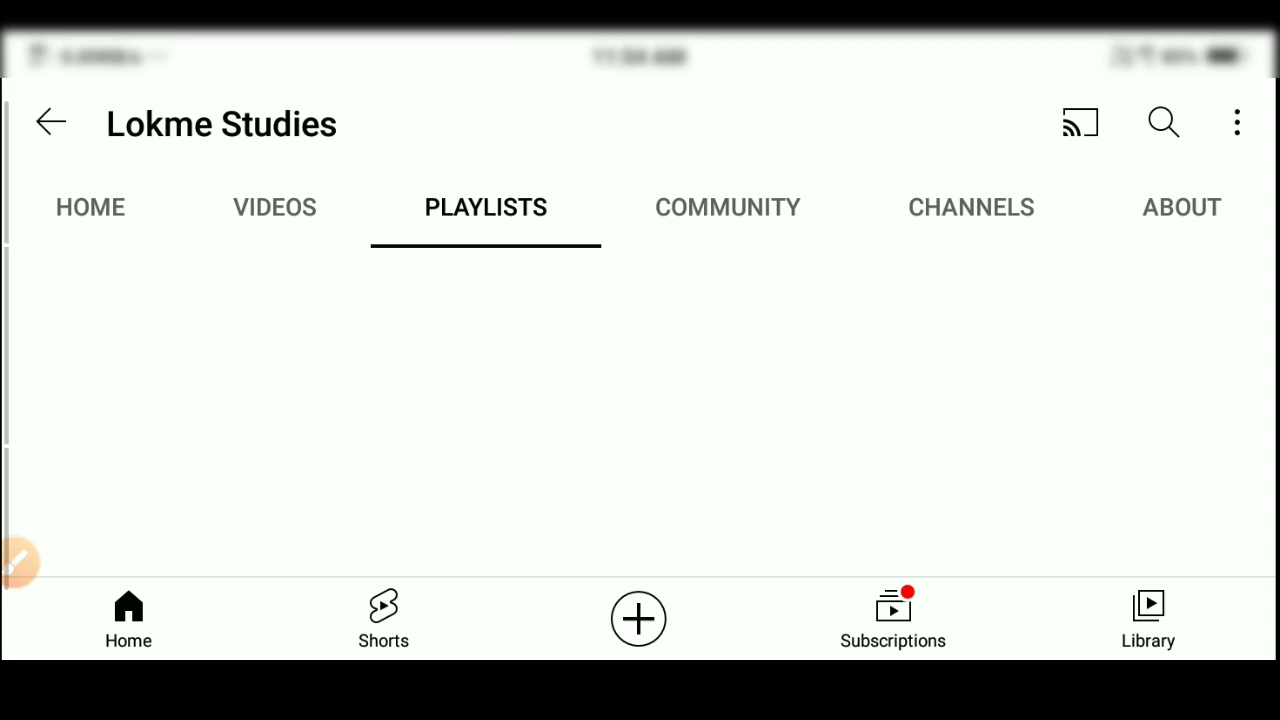 Lokme Studies
HOME VIDEOS PLAYLISTS COMMUNITY CHANNELS ABOUT
Home Shorts Subscriptions Library